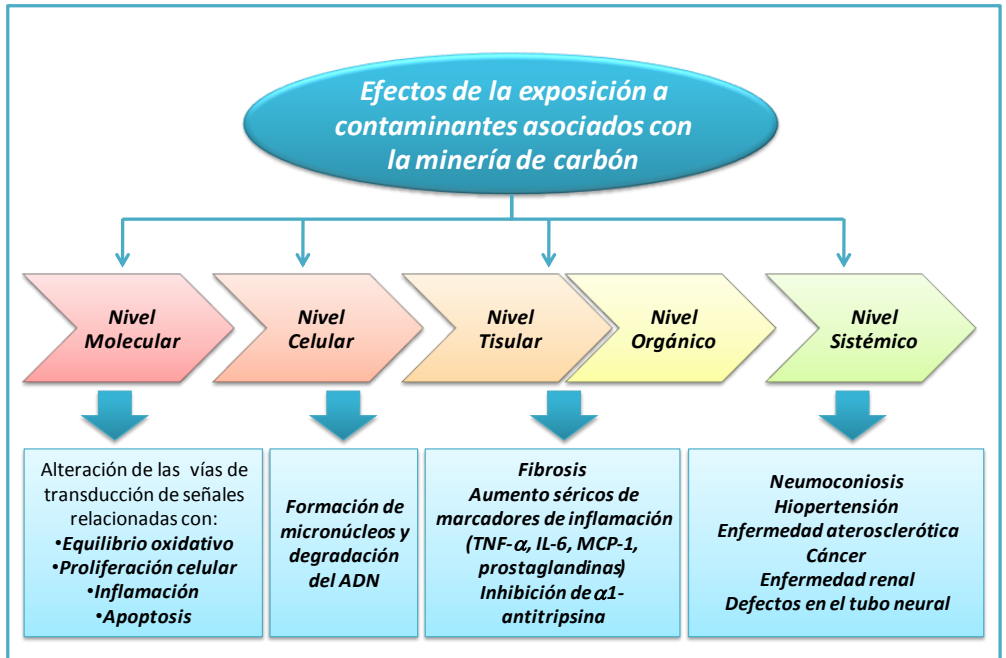 Efectos de la exposición a
contaminantes asociados con
la minería de carbón
Nivel
Molecular
Nivel
Celular
Nivel
Tisular
Nivel
Orgánico
Nivel
Sistémico
Alteración de las vías de
transducción de señales
relacionadas con:
•Equilibrio oxidativo
•Proliferación celular
•Inflamación
•Apoptosis
Formación de
micronúcleos y
degradación
del ADN
Fibrosis
Aumento séricos de
marcadores de inflamación
(TNF-α, IL-6, MCP-1,
prostaglandinas)
Inhibición de α1-
antitripsina
Neumoconiosis
Hiopertensión
Enfermedad aterosclerótica
Cáncer
Enfermedad renal
Defectos en el tubo neural